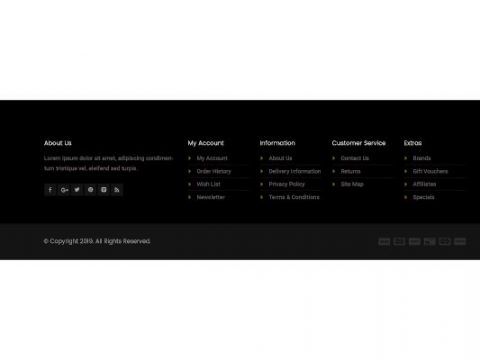 About Us
Lorem ipsum dolor sit amet, adipiscing condimen-
tum tristique vel, eleifend sed turpis.
My Account
My Account
Order History
Wish List
Newsletter
Information
About Us
Delivery Information
Privacy Policy
Terms & Conditions
Customer Service
Contact Us
Returns
Site Map
Extras
Brands
Gift Vouchers
Affiliates
Specials
© Copyright 2019. All Rights Reserved.